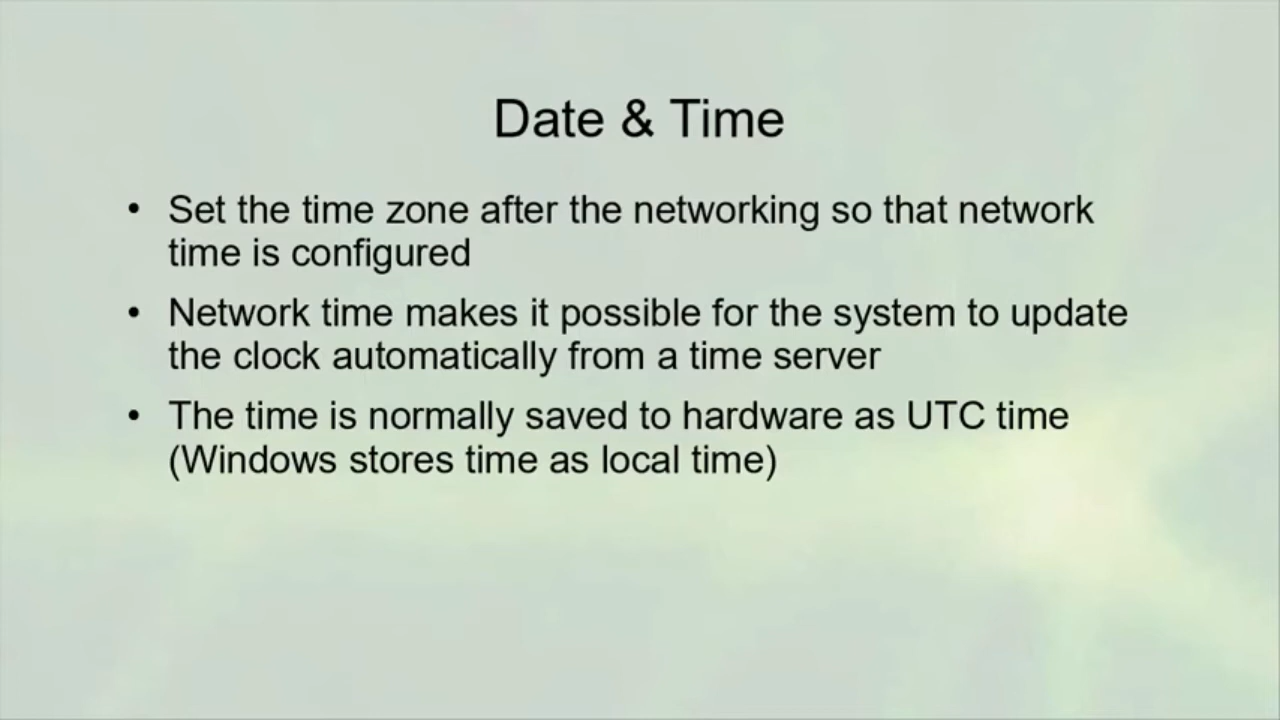 Date & Time
• Set the time zone after the networking so that network
time is configured
• Network time makes it possible for the system to update
the clock automatically from a time server
• The time is normally saved to hardware as UTC time
(Windows stores time as local time)